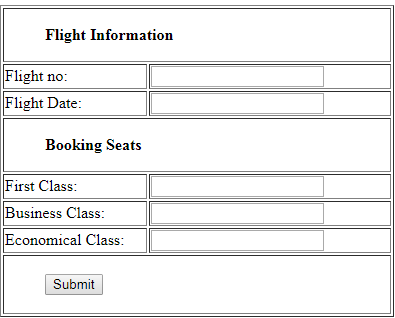 Flight Information
Flight no:
Flight Date:
Booking Seats
First Class:
Business Class:
Economical Class:
Submit